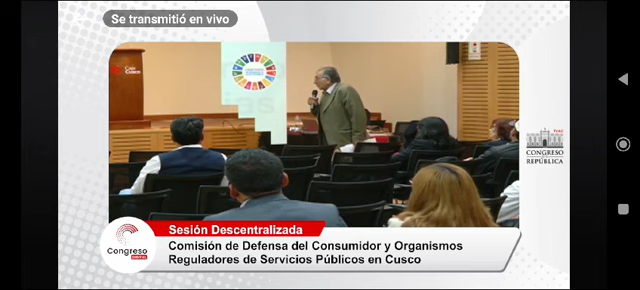 Se transmitió en vivo
Cusco
CONGRESO
REPÚBLICA
Sesión Descentralizada
Comisión de Defensa del Consumidor y Organismos
Reguladores de Servicios Públicos en Cusco
Congreso